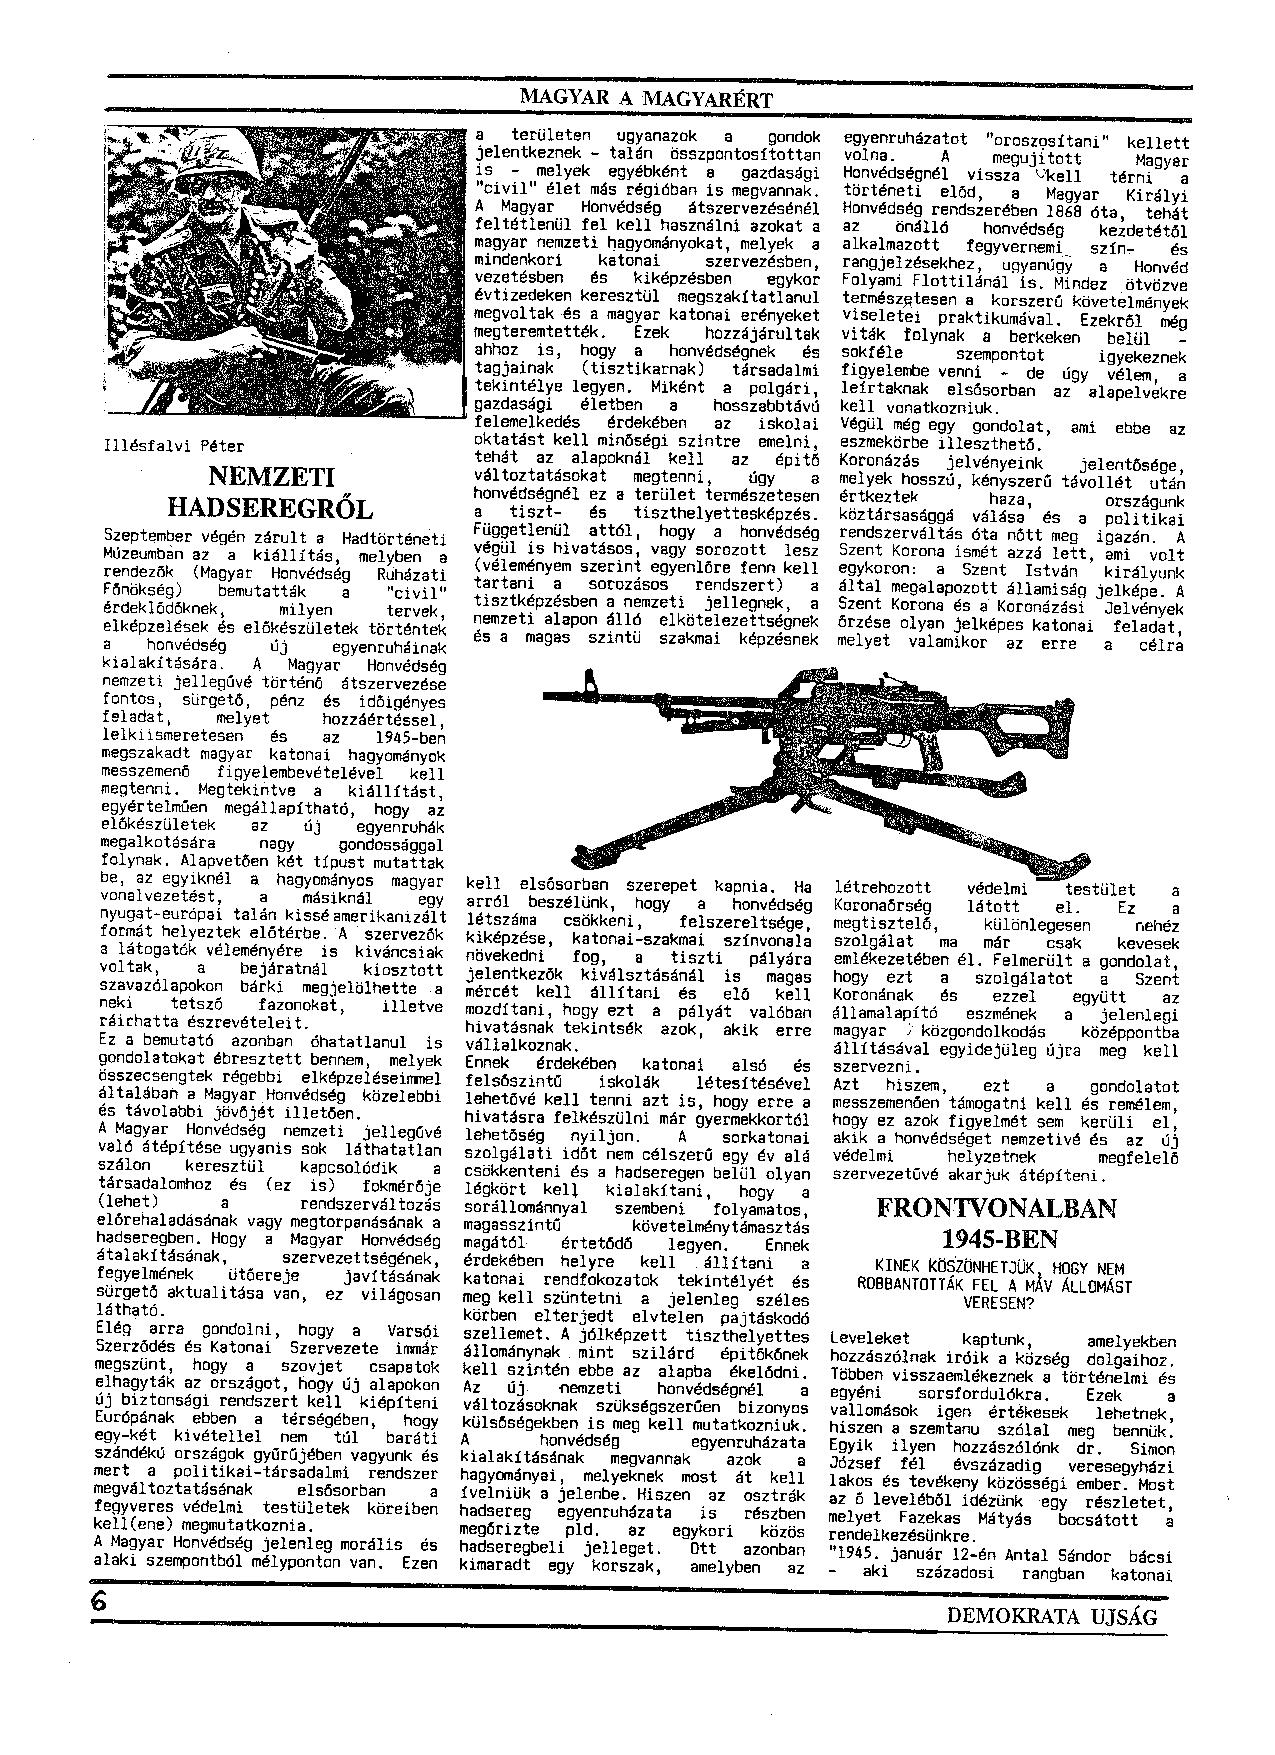 MAGYAR A MAGYARÉRT
Illésfalvi Péter
NEMZETI
HADSEREGRŐL
Szeptember végén zárult a Hadtörténeti
Múzeumban az a kiállítás, melyben a
rendezők (Magyar Honvédség Ruházati
Főnökség) bemutatták a "civil"
érdeklődőknek, milyen tervek,
elképzelések és előkészületek történtek
a honvédség új egyenruháinak
kialakítására. A Magyar Honvédség
nemzeti jellegűvé történő átszervezése
fontos, sürgető, pénz és időigényes
feladat, melyet hozzáértéssel,
lelkiismeretesen és az 1945-ben
megszakadt magyar katonai hagyományok
messzemenő figyelembevételével kell
megtenni. Megtekintve a kiállítást,
egyértelműen megállapítható, hogy az
előkészületek az új egyenruhák
megalkotására nagy gondossággal
folynak. Alapvetően két típust mutattak
be, az egyiknél a hagyományos magyar
vonalvezetést, a másiknál egy
nyugat-európai talán kissé amerikanizált
formát helyeztek előtérbe. A szervezők
a látogatók véleményére is kiváncsiak
voltak, a bejáratnál kiosztott
szavazólapokon bárki megjelölhette a
neki tetsző fazonokat, illetve
ráirhatta észrevételeit.
Ez a bemutató azonban óhatatlanul is
gondolatokat ébresztett bennem, melyek
összecsengtek régebbi elképzeléseimmel
általában a Magyar Honvédség közelebbi
és távolabbi jövőjét illetően.
A Magyar Honvédség nemzeti jellegűvé
való átépítése ugyanis sok láthatatlan
szálon keresztül kapcsolódik a
társadalomhoz és (ez is) fokmérője
(lehet) a rendszerváltozás
előrehaladásának vagy megtorpanásának a
hadseregben. Hogy a Magyar Honvédség
átalakításának, szervezettségének,
fegyelmének ütőereje javításának
sürgető aktualitása van, ez világosan
látható.
Elég arra gondolni, hogy a Varsói
Szerződés és Katonai Szervezete immár
megszünt, hogy a szovjet csapatok
elhagyták az országot, hogy új alapokon
új biztonsági rendszert kell kiépíteni
Európának ebben a térségében, hogy
egy-két kivétellel nem túl baráti
szándékú országok gyűrűjében vagyunk és
mert a politikai-társadalmi rendszer
megváltoztatásának elsősorban a
fegyveres védelmi testületek köreiben
kell(ene) megmutatkoznia.
A Magyar Honvédség jelenleg morális és
alaki szempontból mélyponton van. Ezen
a területen ugyanazok a gondok
jelentkeznek - talán összpontosítottan
is - melyek egyébként a gazdasági
"civil" élet más régióban is megvannak.
A Magyar Honvédség átszervezésénél
feltétlenül fel kell használni azokat a
magyar nemzeti hagyományokat, melyek a
mindenkori katonai szervezésben,
vezetésben és kiképzésben egykor
évtizedeken keresztül megszakítatlanul
megvoltak és a magyar katonai erényeket
megteremtették. Ezek hozzájárultak
ahhoz is, hogy a honvédségnek és
tagjainak (tisztikarnak) társadalmi
tekintélye legyen. Miként a polgári,
gazdasági életben a hosszabbtávú
felemelkedés érdekében az iskolai
oktatást kell minőségi szintre emelni,
tehát az alapoknál kell az építő
változtatásokat megtenni, úgy a
honvédségnél ez a terület természetesen
a tiszt- és tiszthelyettesképzés.
Függetlenül attól, hogy a honvédség
végül is hivatásos, vagy sorozott lesz
(véleményem szerint egyenlőre fenn kell
tartani a sorozásos rendszert) a
tisztképzésben a nemzeti jellegnek, a
nemzeti alapon álló elkötelezettségnek
és a magas szintü szakmai képzésnek
kell elsősorban szerepet kapnia. Ha
arról beszélünk, hogy a honvédség
létszáma csökkeni, felszereltsége,
kiképzése, katonai-szakmai színvonala
növekedni fog, a tiszti pályára
jelentkezők kiválsztásánál is magas
mércét kell állítani és elő kell
mozdítani, hogy ezt a pályát valóban
hivatásnak tekintsék azok, akik erre
vállalkoznak.
Ennek érdekében katonai alsó és
felsőszintű iskolák létesítésével
lehetővé kell tenni azt is, hogy erre a
hivatásra felkészülni már gyermekkortól
lehetőség nyiljon. A sorkatonai
szolgálati időt nem célszerű egy év alá
csökkenteni és a hadseregen belül olyan
légkört kell kialakítani, hogy a
sorállománnyal szembeni folyamatos,
magasszintű követelménytámasztás
magától értetődő legyen. Ennek
érdekében helyre kell állítani a
katonai rendfokozatok tekintélyét és
meg kell szüntetni a jelenleg széles
körben elterjedt elvtelen pajtáskodó
szellemet. A jólképzett tiszthelyettes
állománynak mint szilárd építőkőnek
kell szintén ebbe az alapba ékelődni.
Az új nemzeti honvédségnél a
változásoknak szükségszerűen bizonyos
külsőségekben is meg kell mutatkozniuk.
A honvédség egyenruházata
kialakításának megvannak azok a
hagyományai, melyeknek most át kell
ívelniük a jelenbe. Hiszen az osztrák
hadsereg egyenruházata is részben
megőrizte pld. az egykori közös
hadseregbeli jelleget. Ott azonban
kimaradt egy korszak, amelyben az
egyenruházatot "oroszosítani" kellett
volna. A megujitott Magyar
Honvédségnél vissza kell térni a
történeti előd, a Magyar Királyi
Honvédség rendszerében 1868 óta, tehát
az önálló honvédség kezdetétől
alkalmazott fegyvernemi szín- és
rangjelzésekhez, ugyanúgy a Honvéd
Folyami Flottilánál is. Mindez ötvözve
természetesen a korszerű követelmények
viseletei praktikumával. Ezekről még
viták folynak a berkeken belül -
sokféle szempontot igyekeznek
figyelembe venni - de úgy vélem, a
leírtaknak elsősorban az alapelvekre
kell vonatkozniuk.
Végül még egy gondolat, ami ebbe az
eszmekörbe illeszthető.
Koronázás jelvényeink jelentősége,
melyek hosszú, kényszerű távollét után
értkeztek haza, országunk
köztársasággá válása és a politikai
rendszerváltás óta nőtt meg igazán. A
Szent Korona ismét azzá lett, ami volt
egykoron: a Szent István királyunk
által megalapozott államiság jelképe. A
Szent Korona és a Koronázási Jelvények
őrzése olyan jelképes katonai feladat,
melyet valamikor az erre a célra
létrehozott védelmi testület a
Koronaőrség látott el. Ez a
megtisztelő, különlegesen nehéz
szolgálat ma már csak kevesek
emlékezetében él. Felmerült a gondolat,
hogy ezt a szolgálatot a Szent
Koronának és ezzel együtt az
államalapító eszmének a jelenlegi
magyar közgondolkodás középpontba
állításával egyidejüleg újra meg kell
szervezni.
Azt hiszem, ezt a gondolatot
messzemenően támogatni kell és remélem,
hogy ez azok figyelmét sem kerüli el,
akik a honvédséget nemzetivé és az új
védelmi helyzetnek megfelelő
szervezetűvé akarjuk átépíteni.
FRONTVONALBAN
1945-BEN
KINEK KÖSZÖNHETJÜK, HOGY NEM
ROBBANTOTTÁK FEL A MÁV ÁLLOMÁST
VERESEN?
Leveleket kaptunk, amelyekben
hozzászólnak iróik a község dolgaihoz.
Többen visszaemlékeznek a történelmi és
egyéni sorsfordulókra. Ezek a
vallomások igen értékesek lehetnek,
hiszen a szemtanu szólal meg bennük.
Egyik ilyen hozzászólónk dr. Simon
József fél évszázadig veresegyházi
lakos és tevékeny közösségi ember. Most
az ő leveléből idézünk egy részletet,
melyet Fazekas Mátyás bocsátott a
rendelkezésünkre.
"1945. január 12-én Antal Sándor bácsi
- aki századosi rangban katonai
6
DEMOKRATA UJSÁG